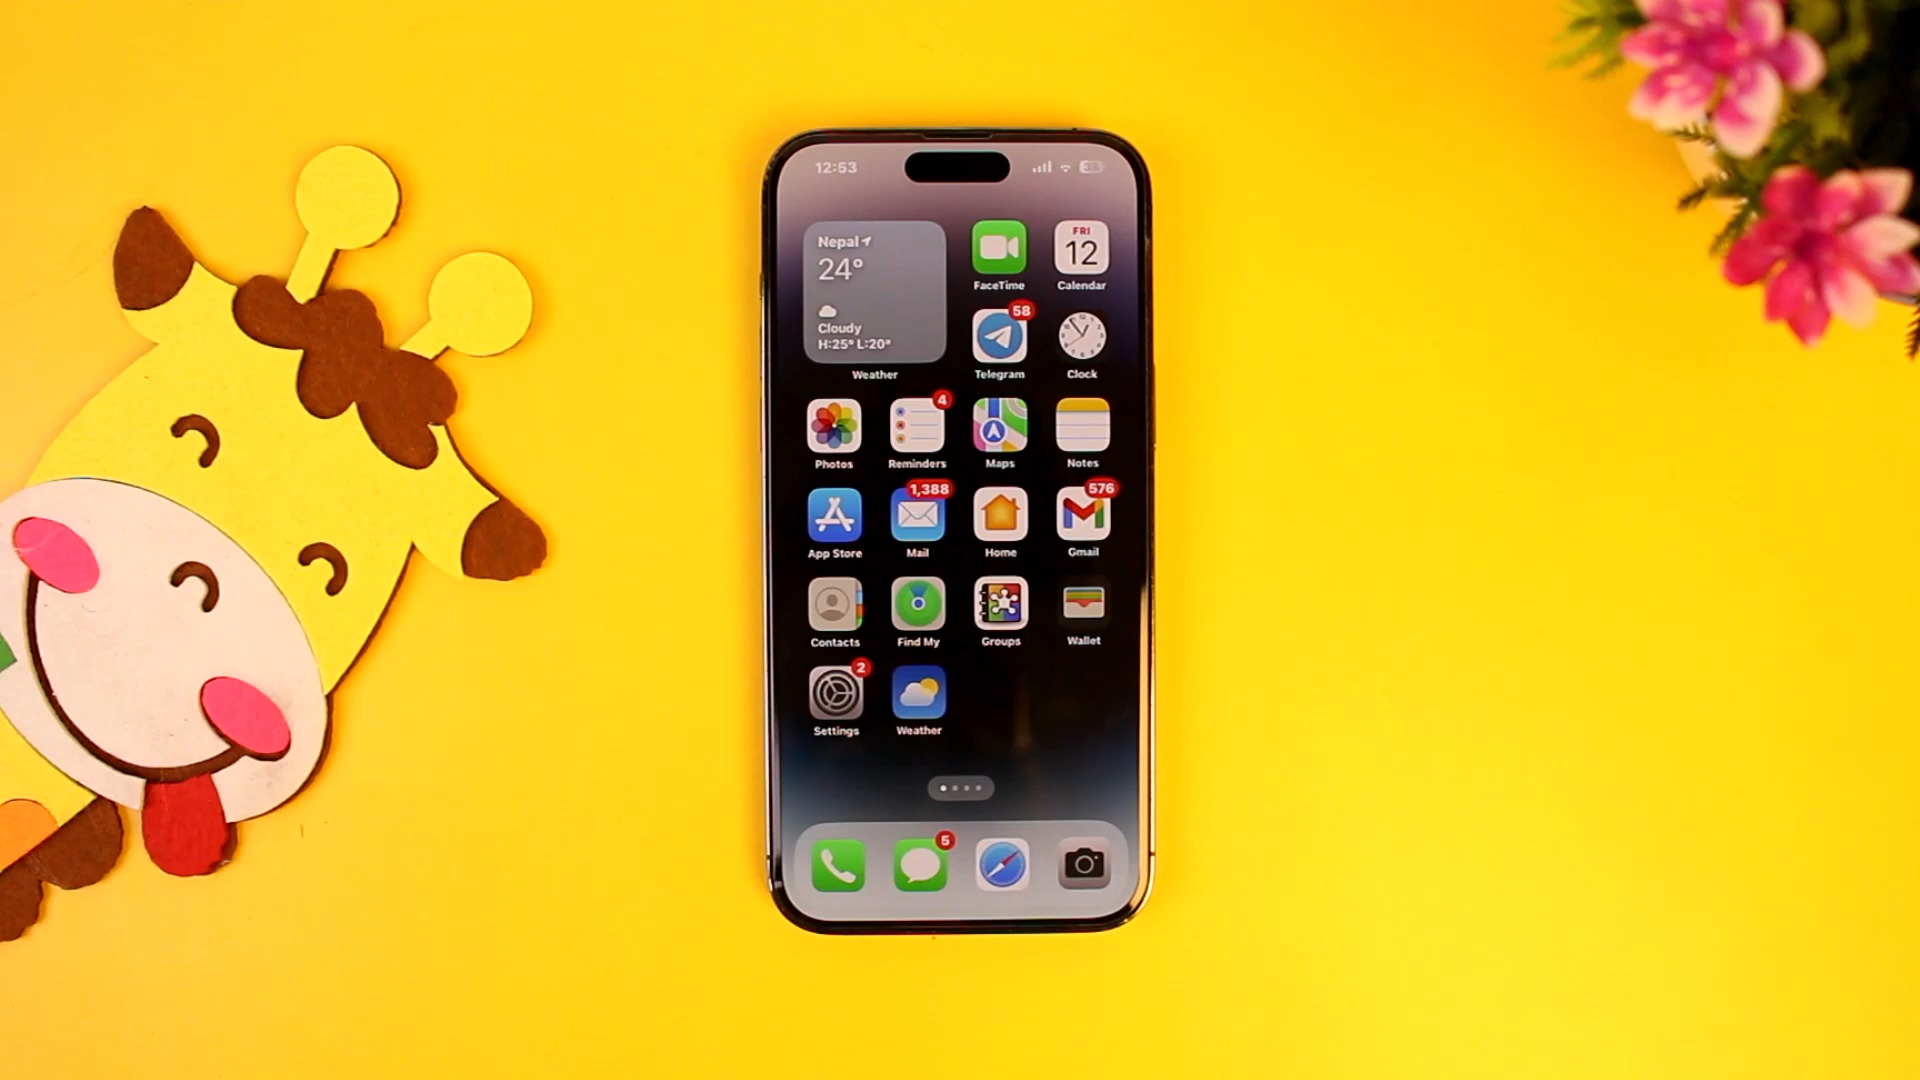 12:53
Nepal
24°
Cloudy
H:25° L:20°
Weather
FaceTime
FRI
12
Calendar
58
Telegram
Clock
Photos
4
Reminders
Maps
Notes
App Store
1,388
Mail
Home
576
Gmail
Contacts
Find My
Groups
Wallet
2
Settings
Weather
5